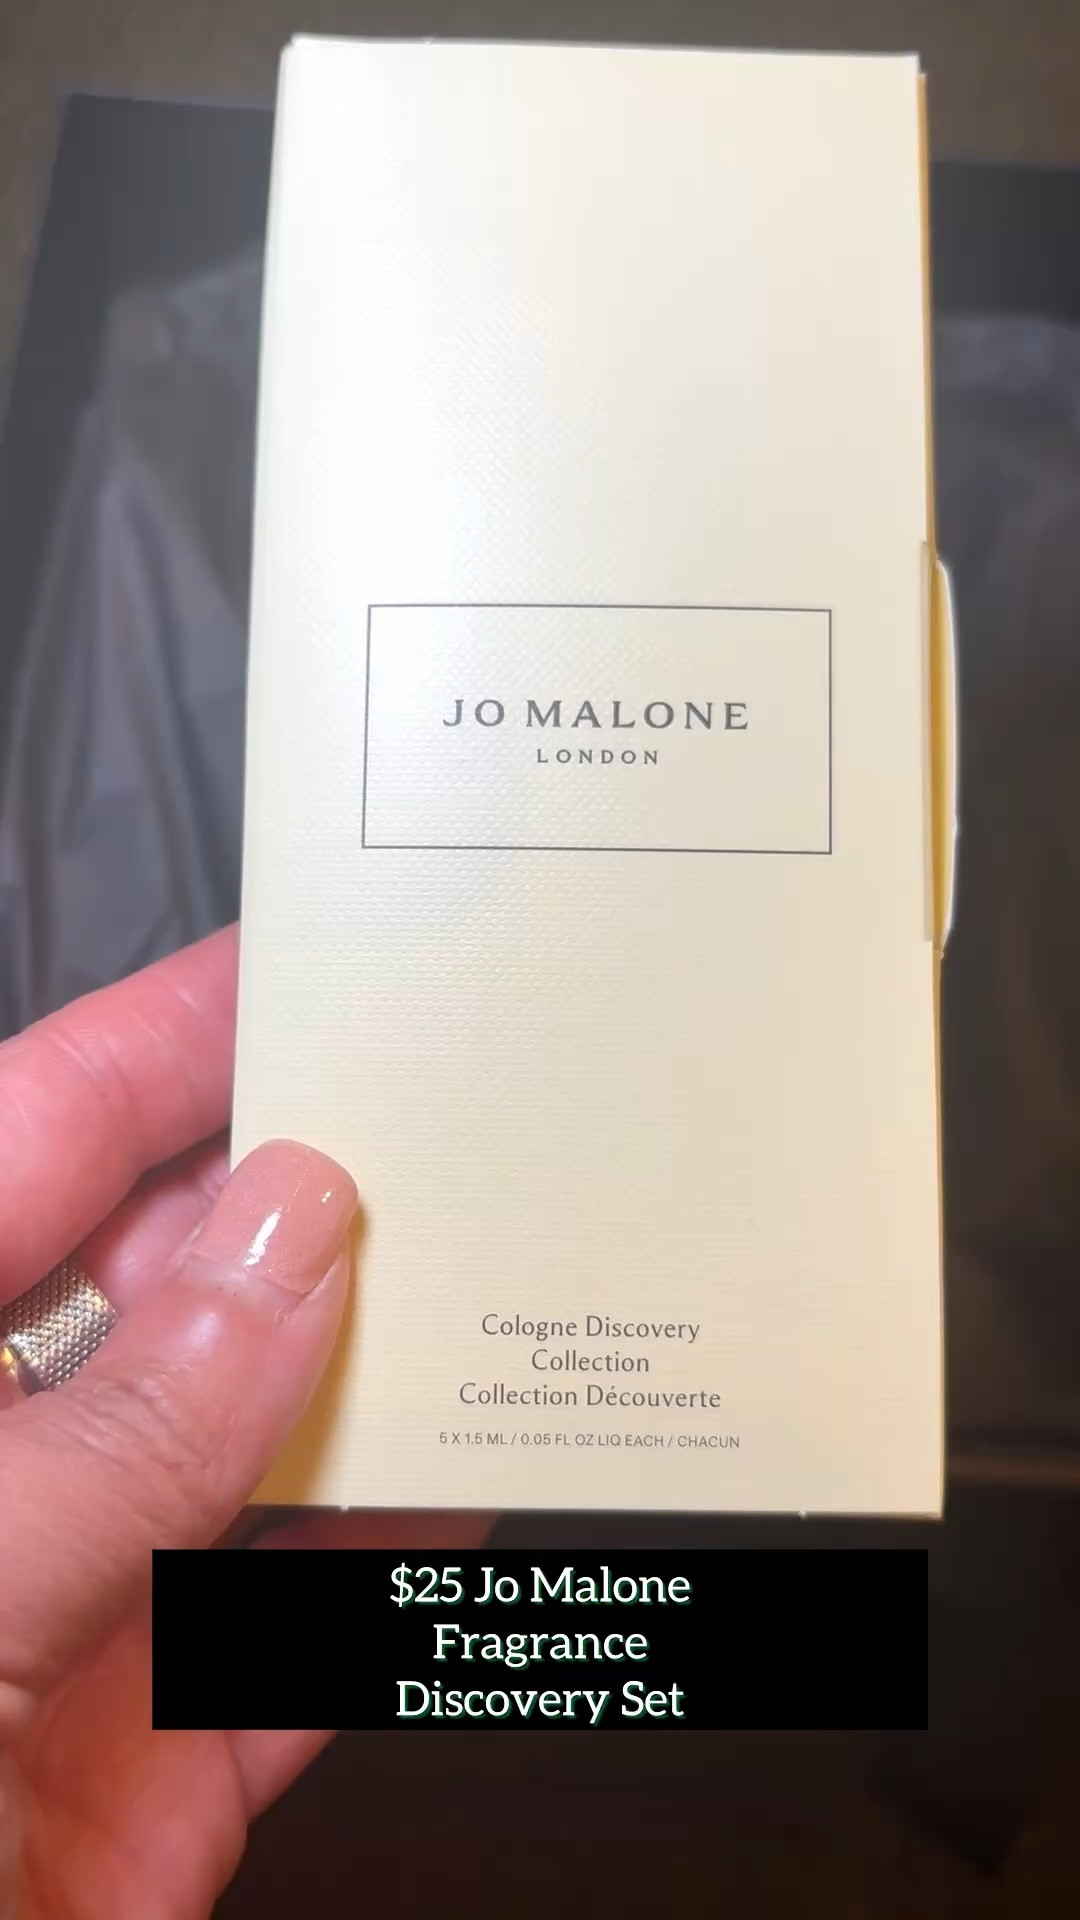 JO MALONE
LONDON
Cologne Discovery
Collection
Collection Découverte
5 X 1.5 ML / 0.05 FL OZ LIQ EACH / CHACUN
$25 Jo Malone
Fragrance
Discovery Set